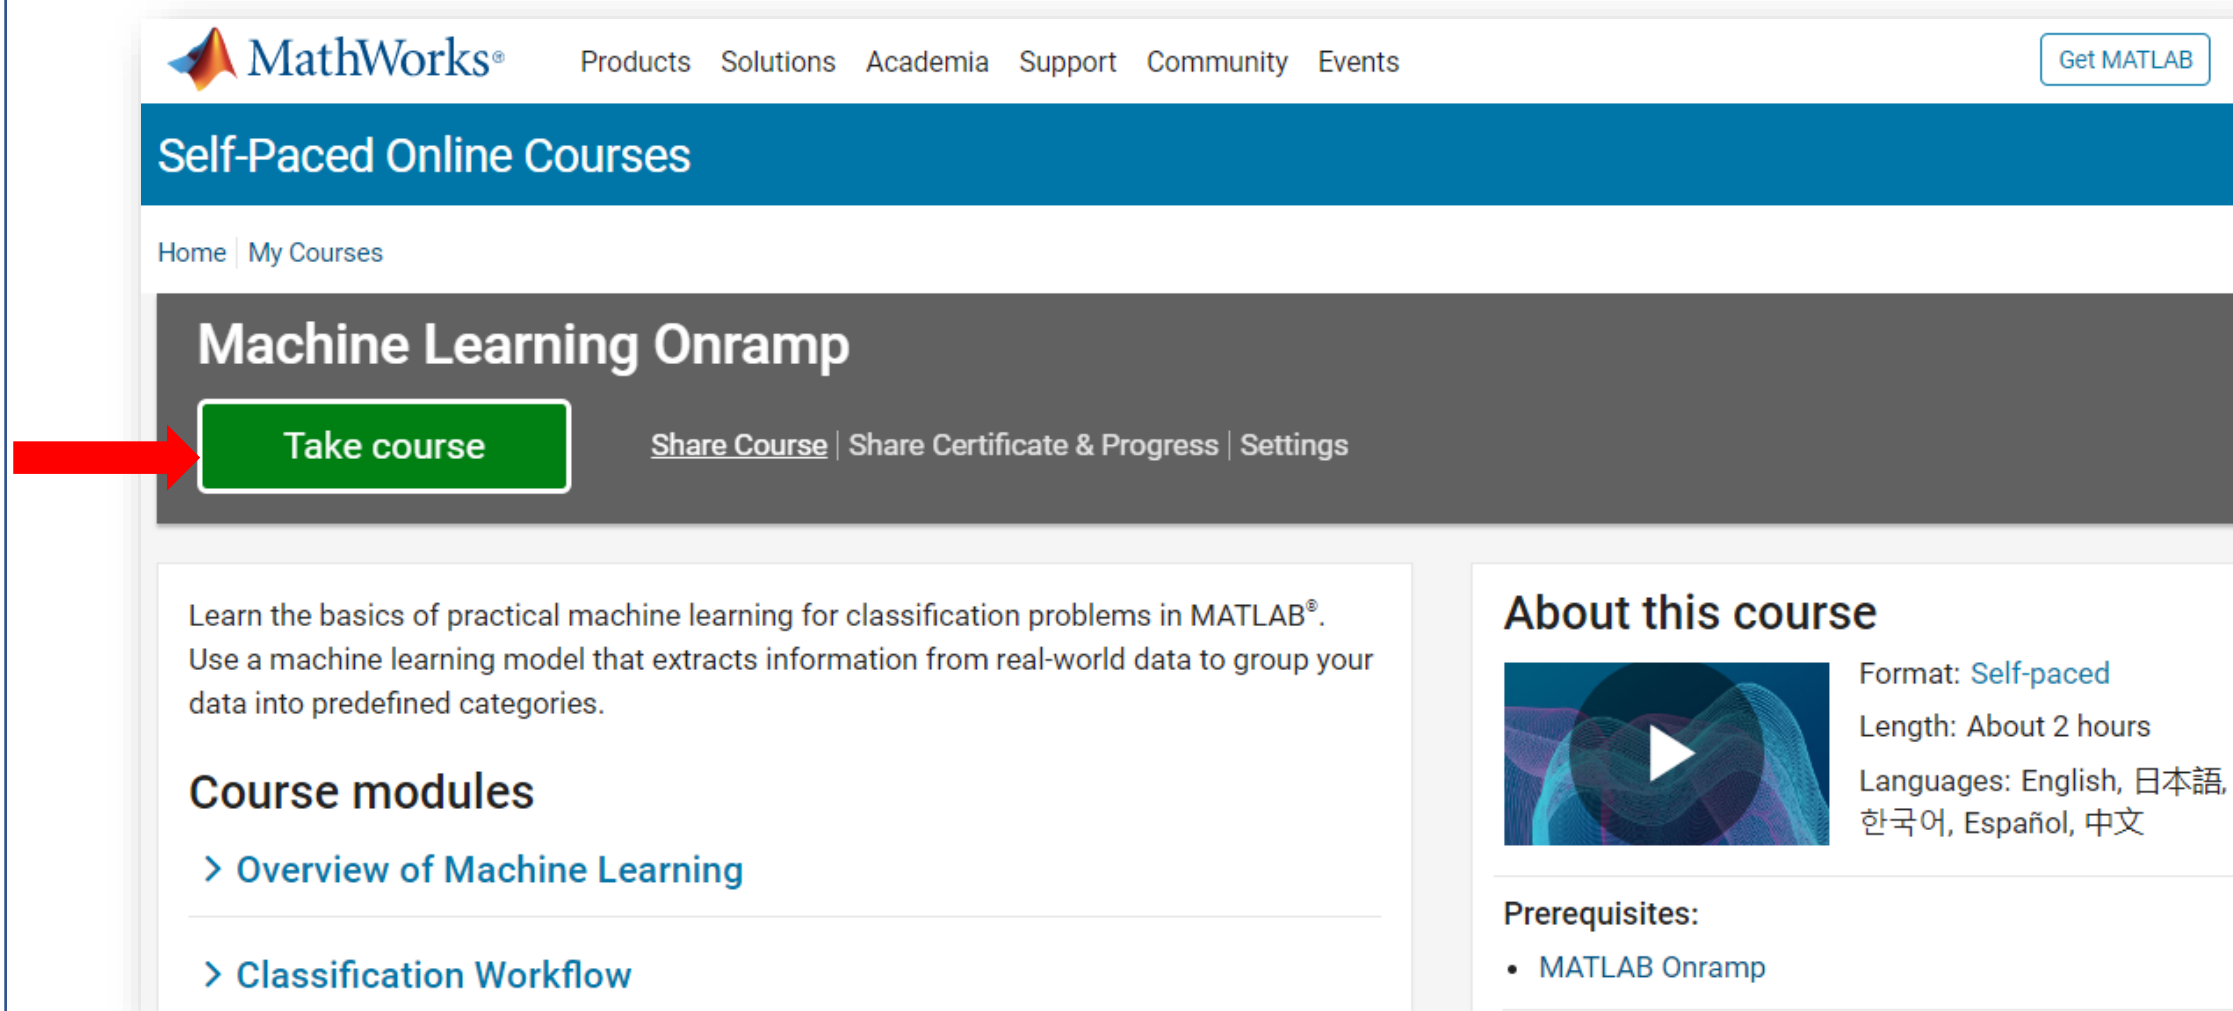 MathWorks®
Products Solutions Academia Support Community Events
Get MATLAB
Self-Paced Online Courses
Home | My Courses
Machine Learning Onramp
Take course
Share Course | Share Certificate & Progress | Settings
Learn the basics of practical machine learning for classification problems in MATLAB®.
Use a machine learning model that extracts information from real-world data to group your
data into predefined categories.
Course modules
Overview of Machine Learning
Classification Workflow
About this course
Format: Self-paced
Length: About 2 hours
Languages: English, 日本語,
한국어, Español, 中文
Prerequisites:
• MATLAB Onramp